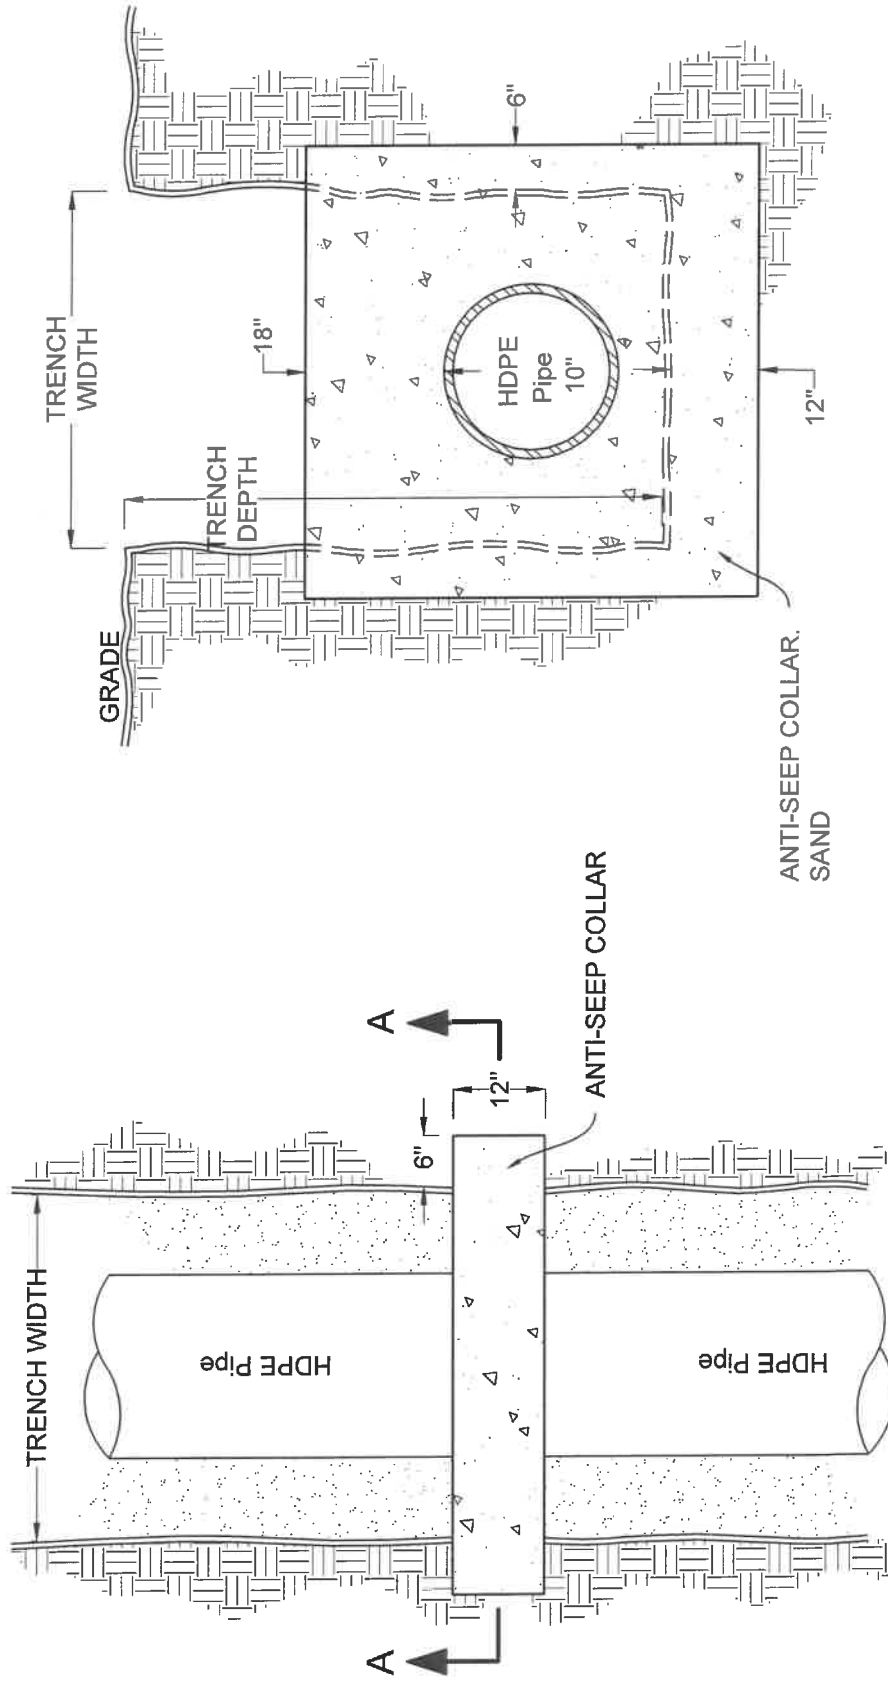 TRENCH WIDTH
HDPE Pipe
HDPE Pipe
6"
12"
A
A
ANTI-SEEP COLLAR
GRADE
TRENCH
WIDTH
TRENCH
DEPTH
18"
HDPE
Pipe
10"
6"
12"
ANTI-SEEP COLLAR.
SAND